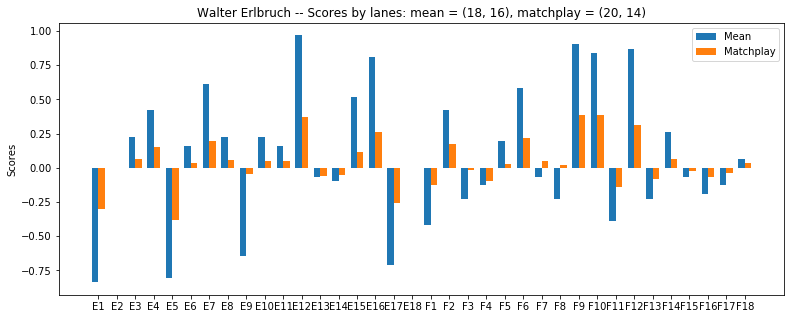 Walter Erlbruch -- Scores by lanes: mean = (18, 16), matchplay = (20, 14)
Mean
Matchplay
Scores
1.00
0.75
0.50
0.25
0.00
−0.25
−0.50
−0.75
E1 E2 E3 E4 E5 E6 E7 E8 E9 E10 E11 E12 E13 E14 E15 E16 E17 E18 F1 F2 F3 F4 F5 F6 F7 F8 F9 F10 F11 F12 F13 F14 F15 F16 F17 F18